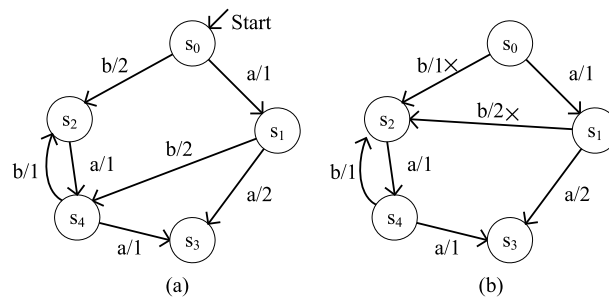 Start
s0
b/2
a/1
s2
s1
b/2
b/1
a/1
a/2
s4
a/1
s3
(a)
s0
b/1×
a/1
b/2×
s2
s1
b/1
a/1
a/2
s4
a/1
s3
(b)